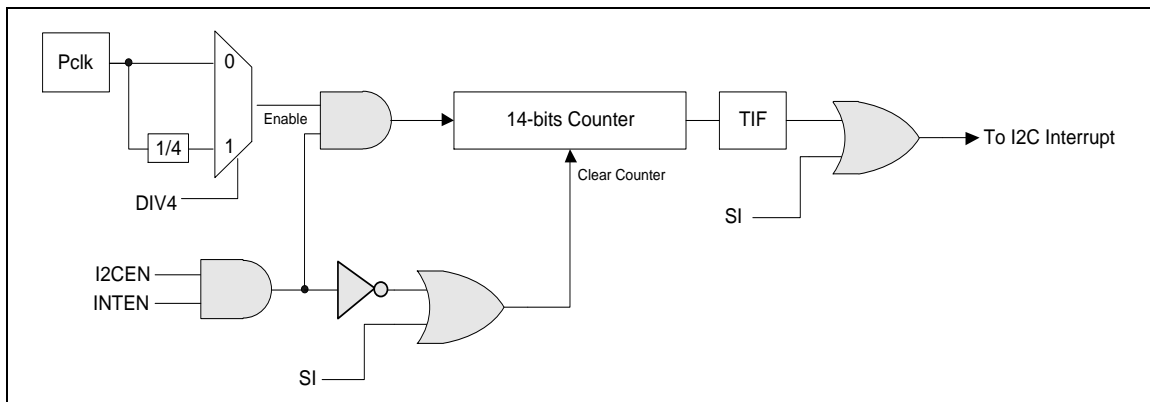 Pclk
0
1/4
1
DIV4
Enable
14-bits Counter
TIF
To I2C Interrupt
Clear Counter
SI
I2CEN
INTEN
SI